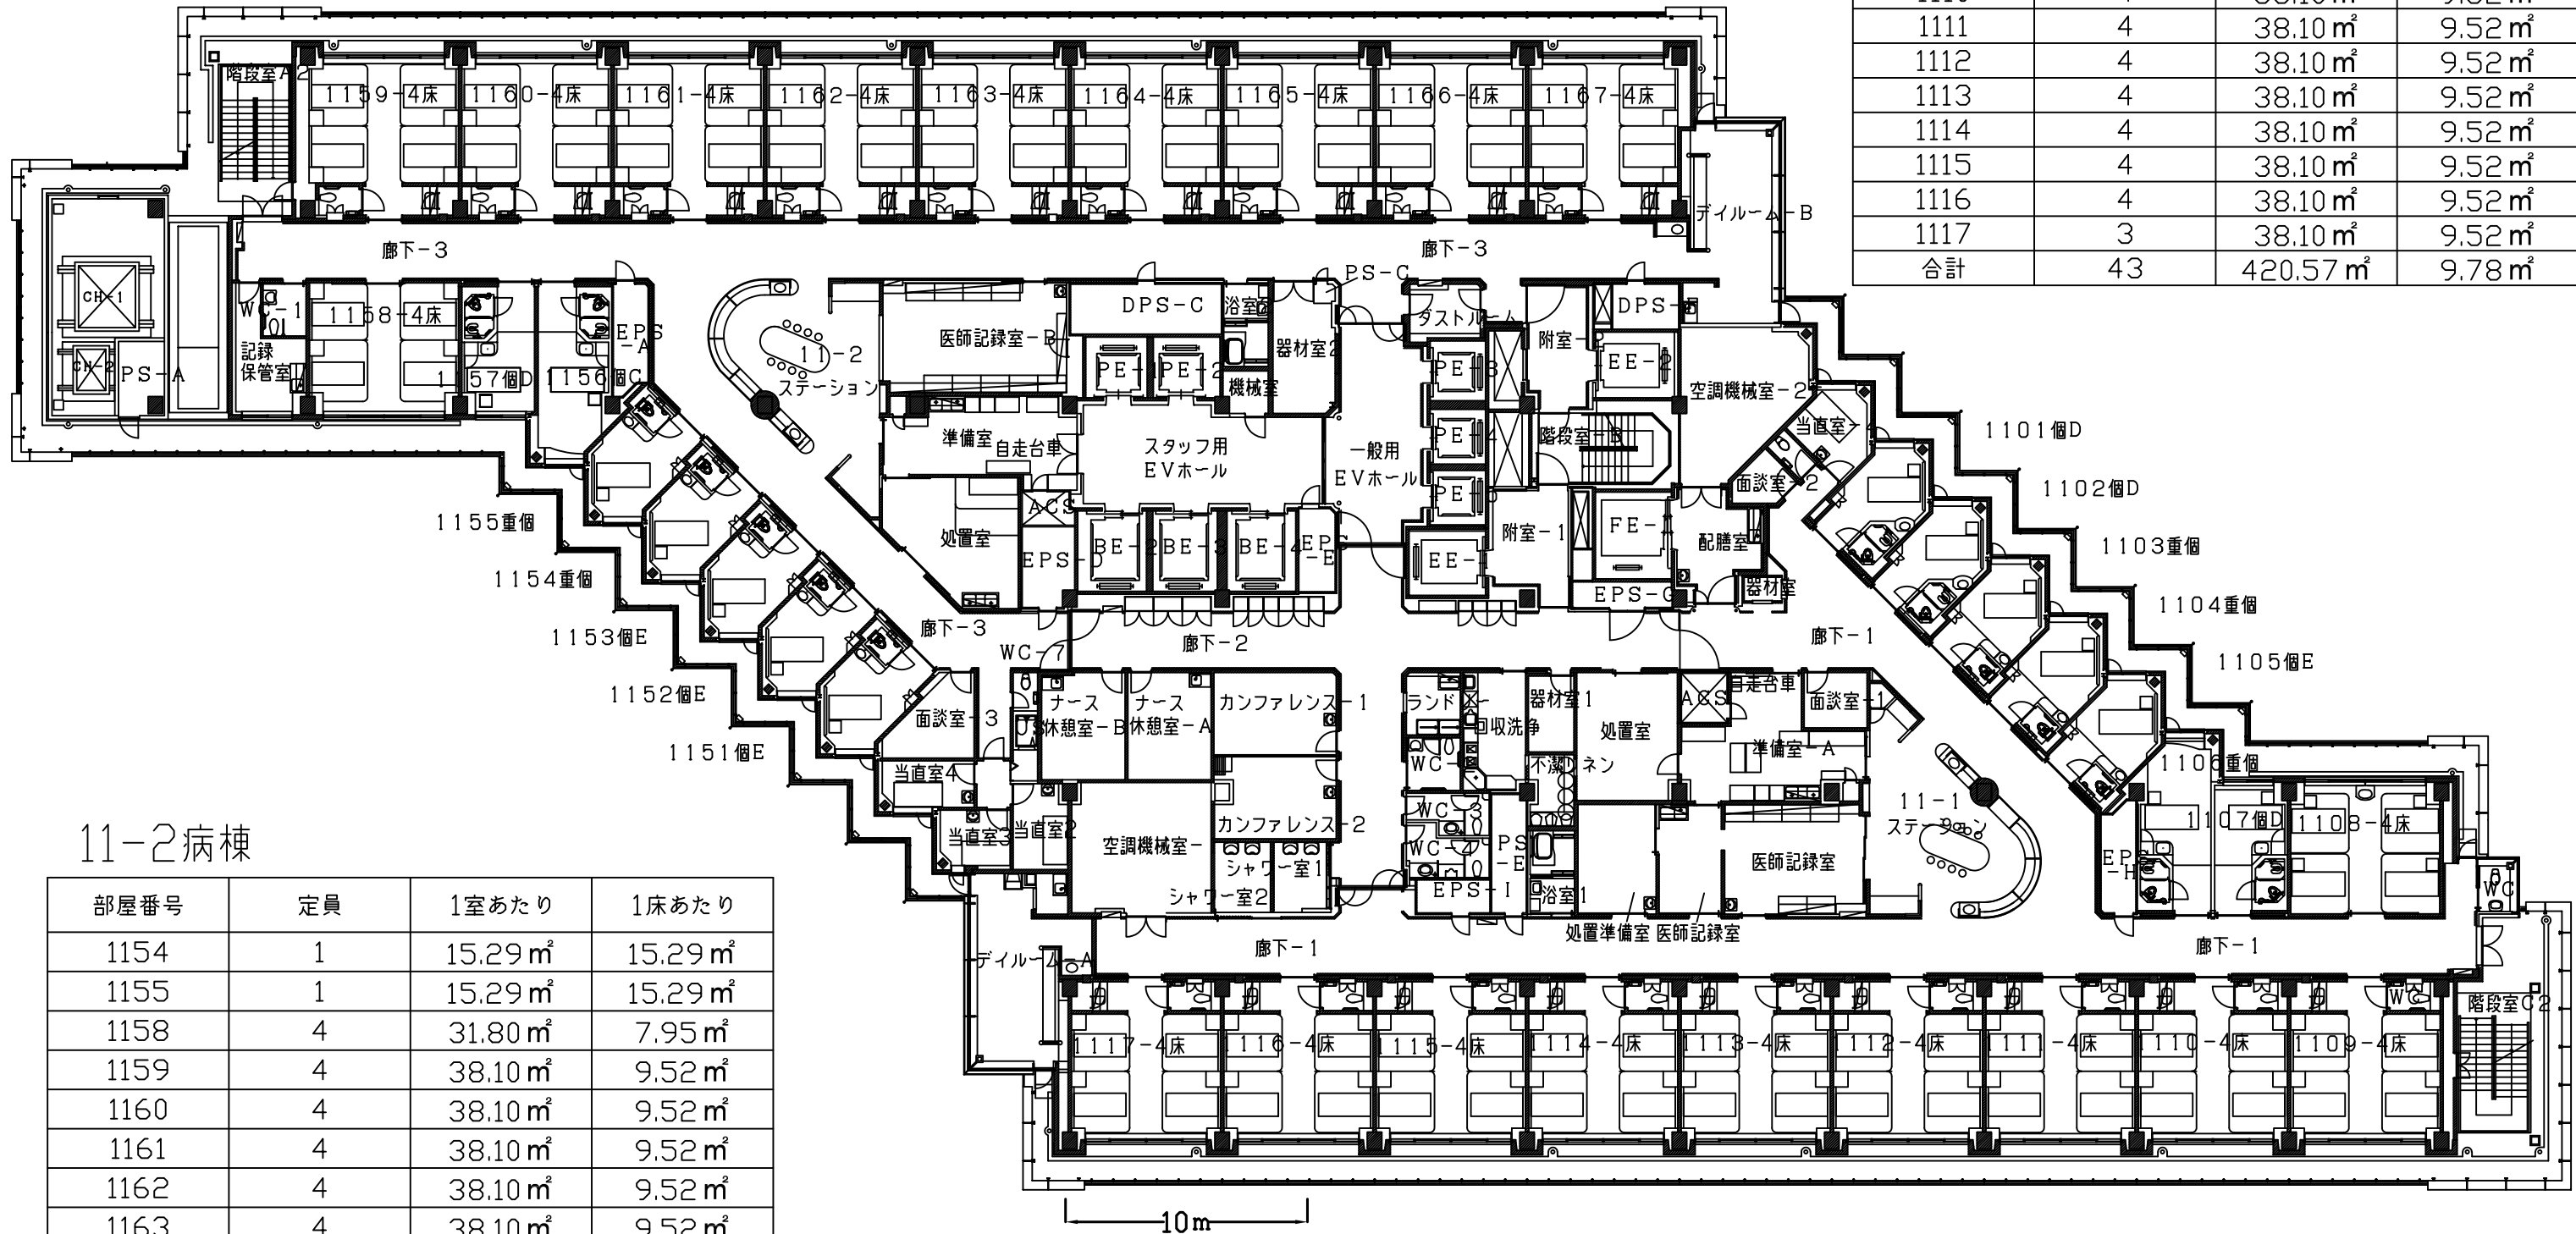 1111 4 38.10㎡ 9.52㎡
1112 4 38.10㎡ 9.52㎡
1113 4 38.10㎡ 9.52㎡
1114 4 38.10㎡ 9.52㎡
1115 4 38.10㎡ 9.52㎡
1116 4 38.10㎡ 9.52㎡
1117 3 38.10㎡ 9.52㎡
合計 43 420.57㎡ 9.78㎡
階段室A2
1159-4床
1160-4床
1161-4床
1162-4床
1163-4床
1164-4床
1165-4床
1166-4床
1167-4床
デイルーム-B
廊下-3
廊下-3
CH-1
CH-2
PS-A
WC-1
記録
保管室
1158-4床
1157個D
1156個C
EPS
-A
11-2
ステーション
医師記録室-B
DPS-C
PS-C
器材室2
機械室
PE-2
ダストルーム
PE-3
PE-4
附室-
EE-2
空調機械室-2
準備室
自走台車
スタッフ用
EVホール
一般用
EVホール
階段室-B
面談室-2
1101個D
1102個D
1103重個
1104重個
1105個E
1106重個
1107個D
1108-4床
1155重個
1154重個
1153個E
1152個E
1151個E
処置室
ACS
EPS-D
BE-2
BE-3
BE-4
附室-1
配膳室
器材室
EPS-G
廊下-3
WC-7
廊下-2
廊下-1
面談室-3
ナース
休憩室-B
ナース
休憩室-A
カンファレンス-1
カンファレンス-2
回収洗浄
器材室1
処置室
ACS
自走台車
面談室-1
準備室-A
不潔リネン
WC-3
WC-4
当直室4
当直室3
当直室2
空調機械室-
シャワー室1
シャワー室2
PS
-E
EPS-I
浴室1
医師記録室
処置準備室
医師記録室
11-1
ステーション
EPS
-H
WC
デイルーム-A
廊下-1
廊下-1
WC
階段室C2
1117-4床
1116-4床
1115-4床
1114-4床
1113-4床
1112-4床
1111-4床
1110-4床
1109-4床
10m
11-2病棟
部屋番号 定員 1室あたり 1床あたり
1154 1 15.29㎡ 15.29㎡
1155 1 15.29㎡ 15.29㎡
1158 4 31.80㎡ 7.95㎡
1159 4 38.10㎡ 9.52㎡
1160 4 38.10㎡ 9.52㎡
1161 4 38.10㎡ 9.52㎡
1162 4 38.10㎡ 9.52㎡
1163 4 38.10㎡ 9.52㎡